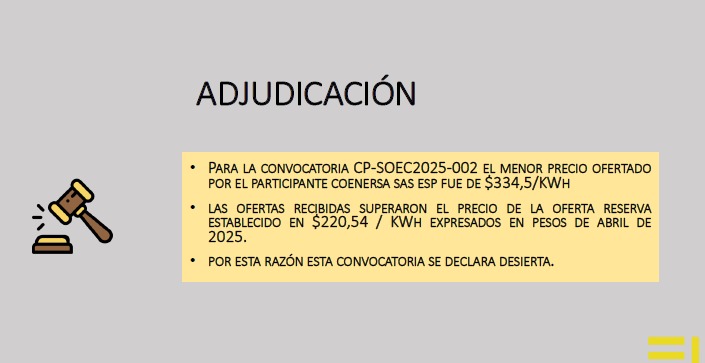 ADJUDICACIÓN
• PARA LA CONVOCATORIA CP-SOEC2025-002 EL MENOR PRECIO OFERTADO
POR EL PARTICIPANTE COENERSA SAS ESP FUE DE $334,5/KWH
• LAS OFERTAS RECIBIDAS SUPERARON EL PRECIO DE LA OFERTA RESERVA
ESTABLECIDO EN $220,54 / KWH EXPRESADOS EN PESOS DE ABRIL DE
2025.
• POR ESTA RAZÓN ESTA CONVOCATORIA SE DECLARA DESIERTA.